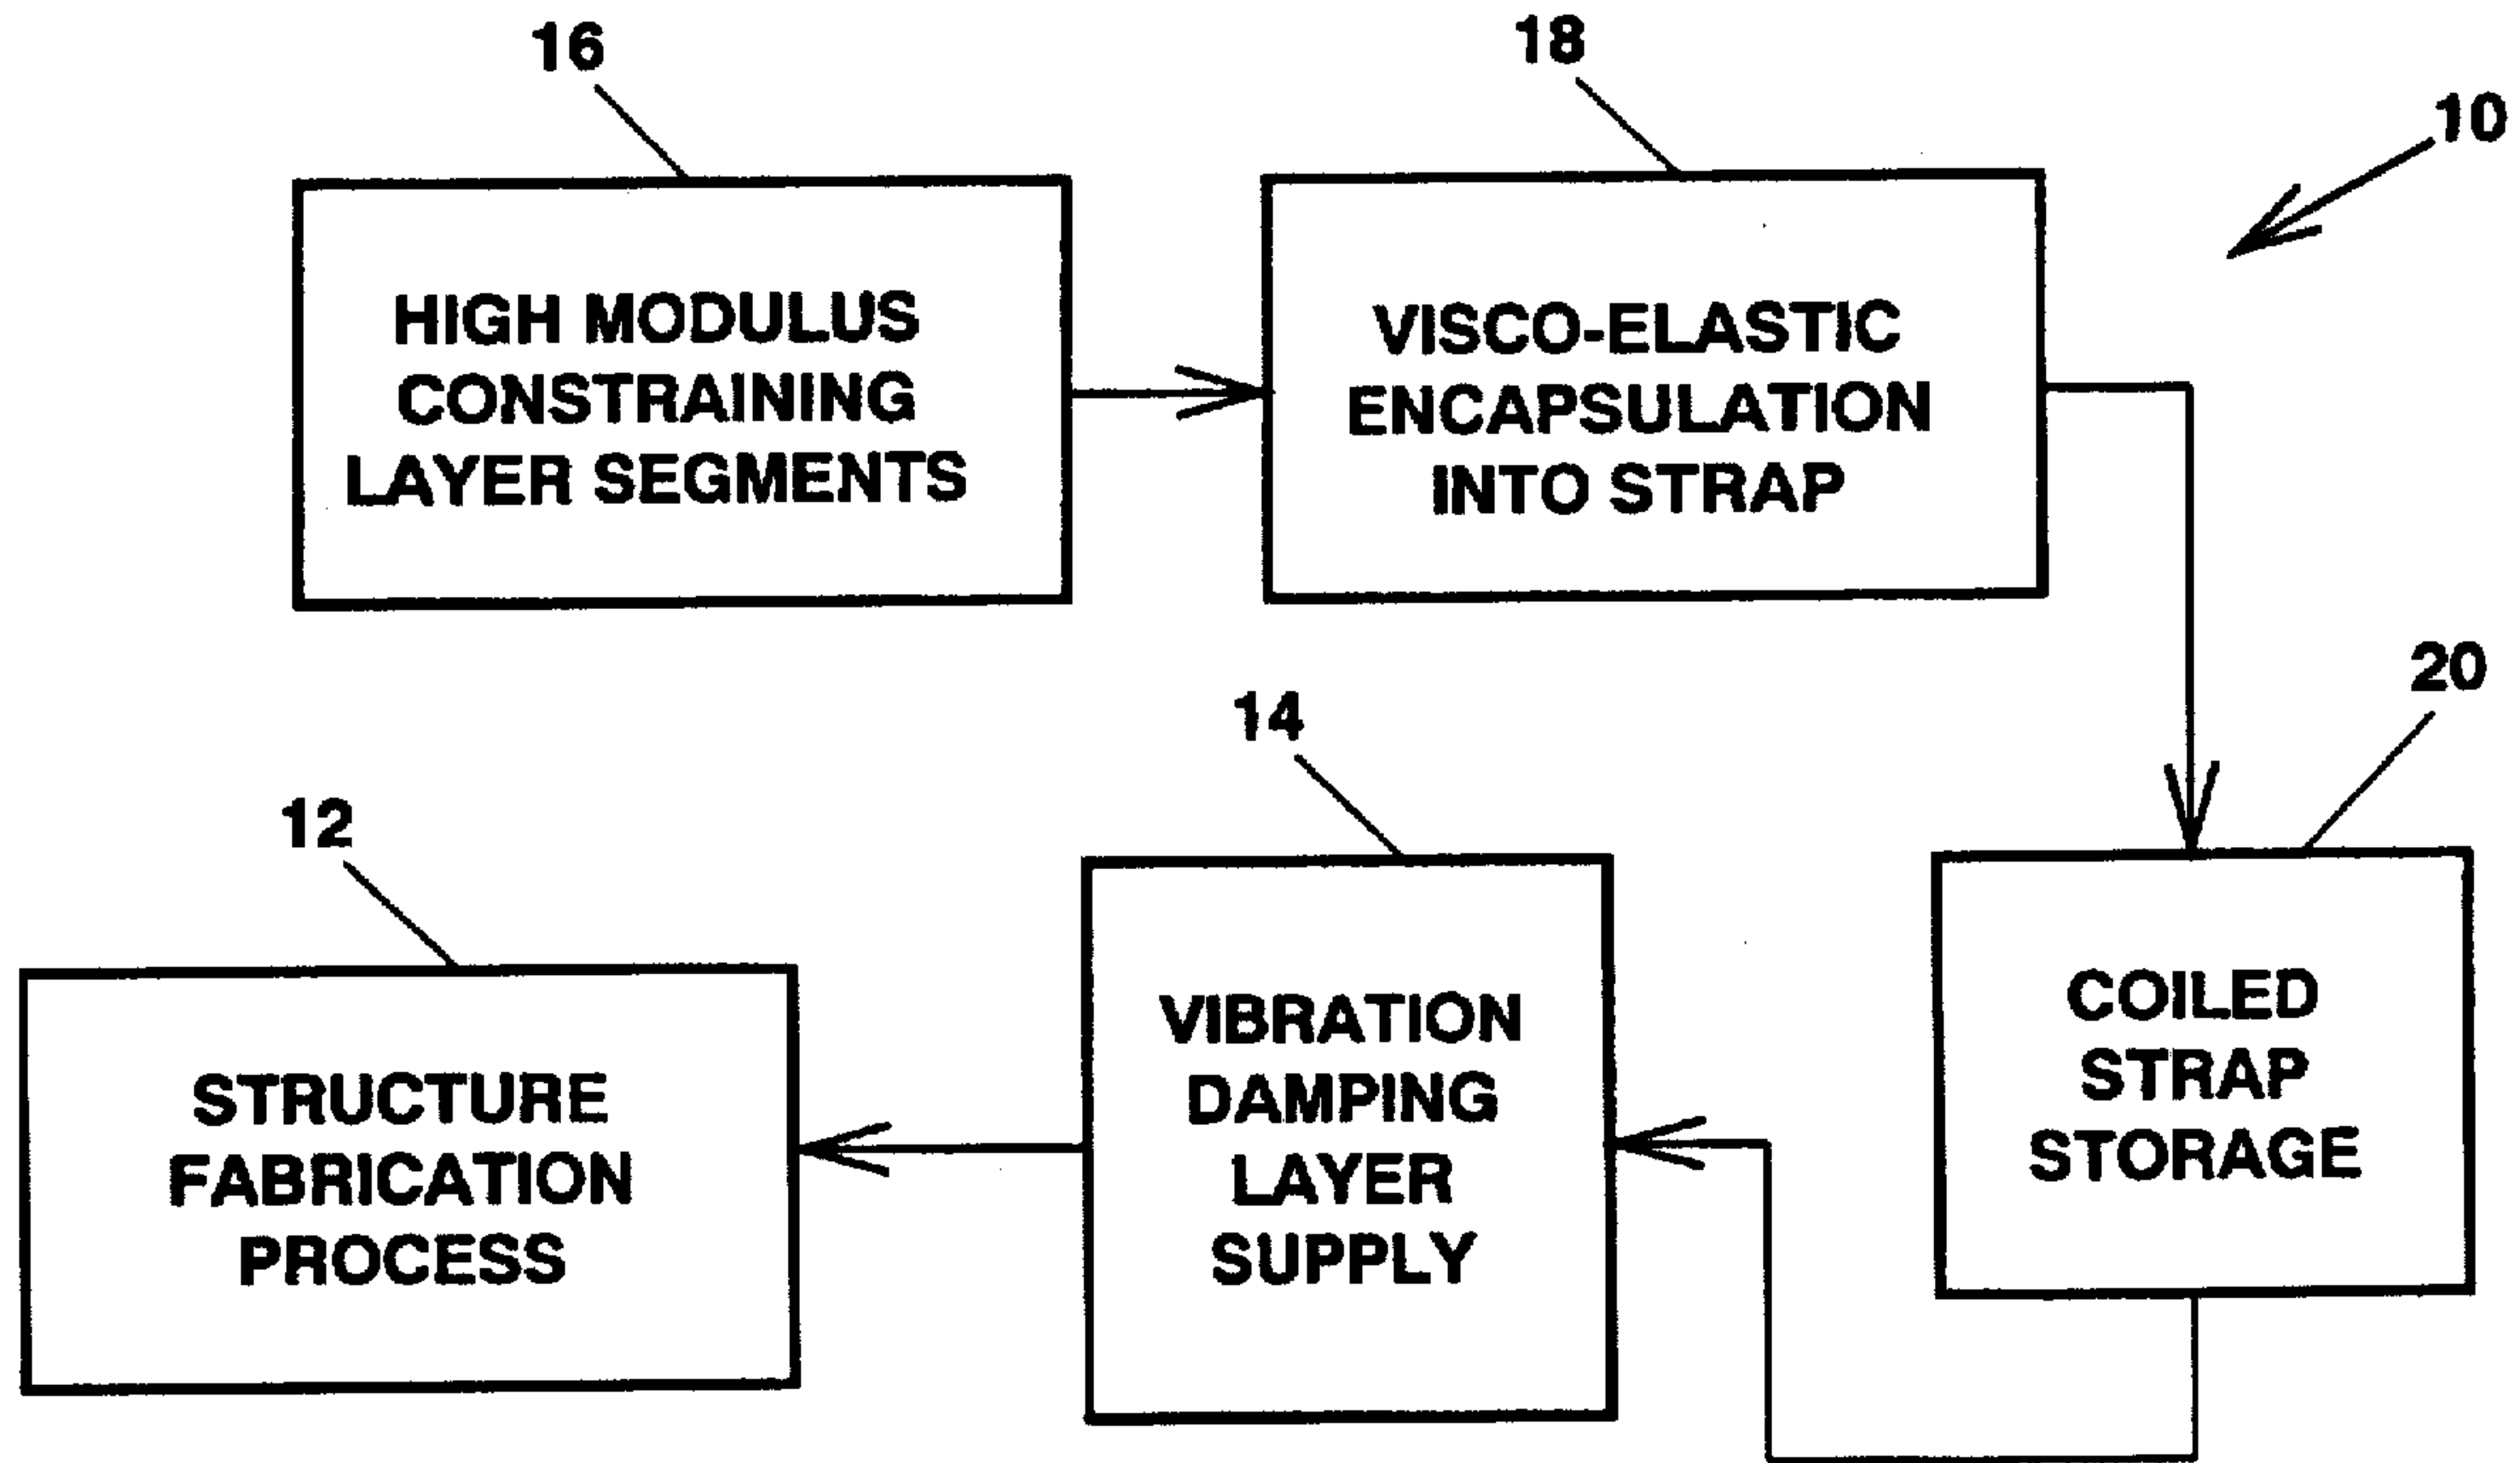 16
18
10
HIGH MODULUS
CONSTRAINING
LAYER SEGMENTS
VISCO-ELASTIC
ENCAPSULATION
INTO STRAP
20
14
12
STRUCTURE
FABRICATION
PROCESS
VIBRATION
DAMPING
LAYER
SUPPLY
COILED
STRAP
STORAGE